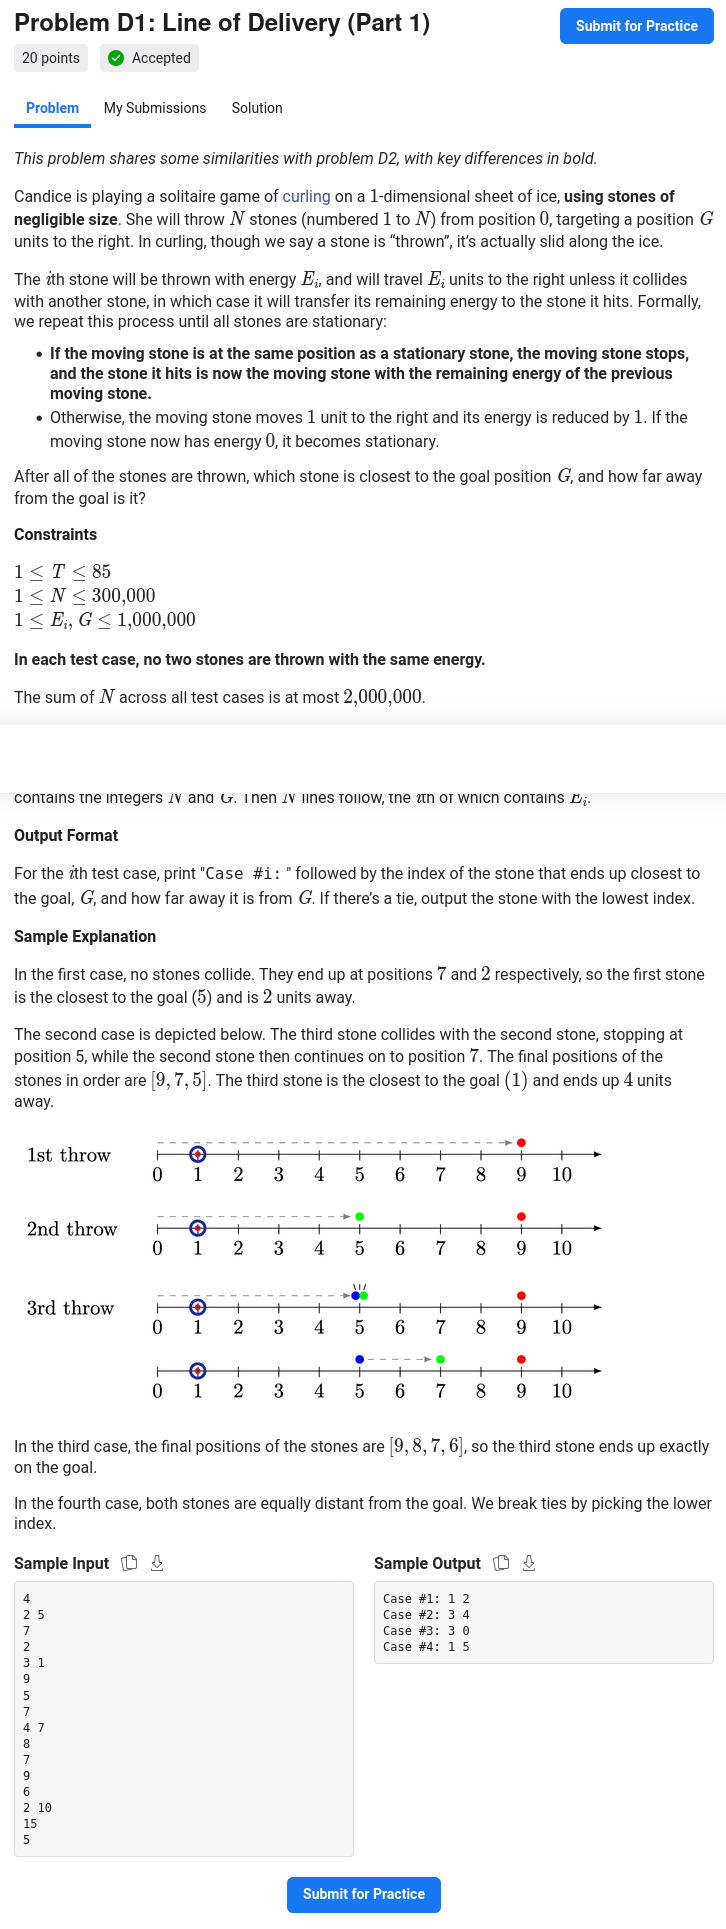 Problem D1: Line of Delivery (Part 1)
Submit for Practice
20 points
Accepted
Problem
My Submissions
Solution
This problem shares some similarities with problem D2, with key differences in bold.
Candice is playing a solitaire game of curling on a 1-dimensional sheet of ice, using stones of
negligible size. She will throw N stones (numbered 1 to N) from position 0, targeting a position G
units to the right. In curling, though we say a stone is “thrown”, it’s actually slid along the ice.
The ith stone will be thrown with energy E_i, and will travel E_i units to the right unless it collides
with another stone, in which case it will transfer its remaining energy to the stone it hits. Formally,
we repeat this process until all stones are stationary:
• If the moving stone is at the same position as a stationary stone, the moving stone stops,
and the stone it hits is now the moving stone with the remaining energy of the previous
moving stone.
• Otherwise, the moving stone moves 1 unit to the right and its energy is reduced by 1. If the
moving stone now has energy 0, it becomes stationary.
After all of the stones are thrown, which stone is closest to the goal position G, and how far away
from the goal is it?
Constraints
1 ≤ T ≤ 85
1 ≤ N ≤ 300,000
1 ≤ E_i, G ≤ 1,000,000
In each test case, no two stones are thrown with the same energy.
The sum of N across all test cases is at most 2,000,000.
contains the integers N and G. Then N lines follow, the ith of which contains E_i.
Output Format
For the ith test case, print "Case #i: " followed by the index of the stone that ends up closest to
the goal, G, and how far away it is from G. If there’s a tie, output the stone with the lowest index.
Sample Explanation
In the first case, no stones collide. They end up at positions 7 and 2 respectively, so the first stone
is the closest to the goal (5) and is 2 units away.
The second case is depicted below. The third stone collides with the second stone, stopping at
position 5, while the second stone then continues on to position 7. The final positions of the
stones in order are [9, 7, 5]. The third stone is the closest to the goal (1) and ends up 4 units
away.
1st throw
0 1 2 3 4 5 6 7 8 9 10
2nd throw
0 1 2 3 4 5 6 7 8 9 10
3rd throw
0 1 2 3 4 5 6 7 8 9 10
0 1 2 3 4 5 6 7 8 9 10
In the third case, the final positions of the stones are [9, 8, 7, 6], so the third stone ends up exactly
on the goal.
In the fourth case, both stones are equally distant from the goal. We break ties by picking the lower
index.
Sample Input
4
2 5
7
2
3 1
9
5
7
4 7
8
7
9
6
2 10
15
5
Sample Output
Case #1: 1 2
Case #2: 3 4
Case #3: 3 0
Case #4: 1 5
Submit for Practice